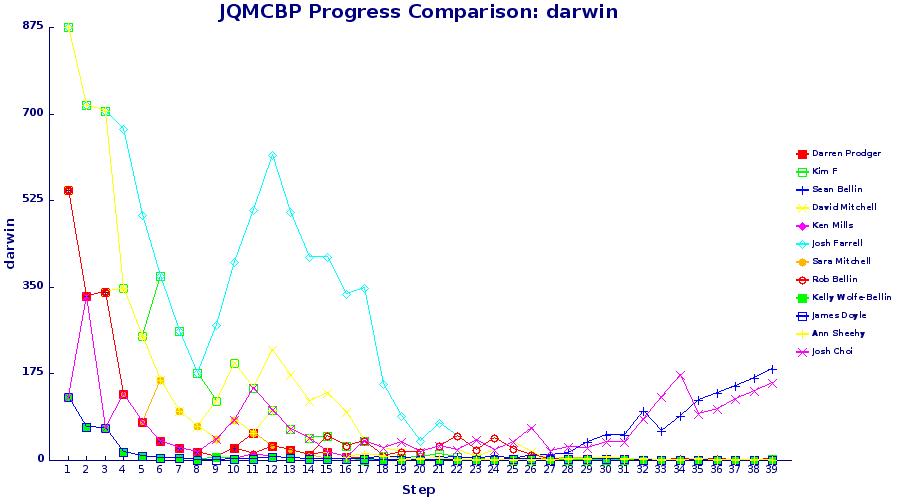 JQMCBP Progress Comparison: darwin
875
700
525
350
175
0
darwin
1 2 3 4 5 6 7 8 9 10 11 12 13 14 15 16 17 18 19 20 21 22 23 24 25 26 27 28 29 30 31 32 33 34 35 36 37 38 39
Step
Darren Prodger
Kim F
Sean Bellin
David Mitchell
Ken Mills
Josh Farrell
Sara Mitchell
Rob Bellin
Kelly Wolfe-Bellin
James Doyle
Ann Sheehy
Josh Choi